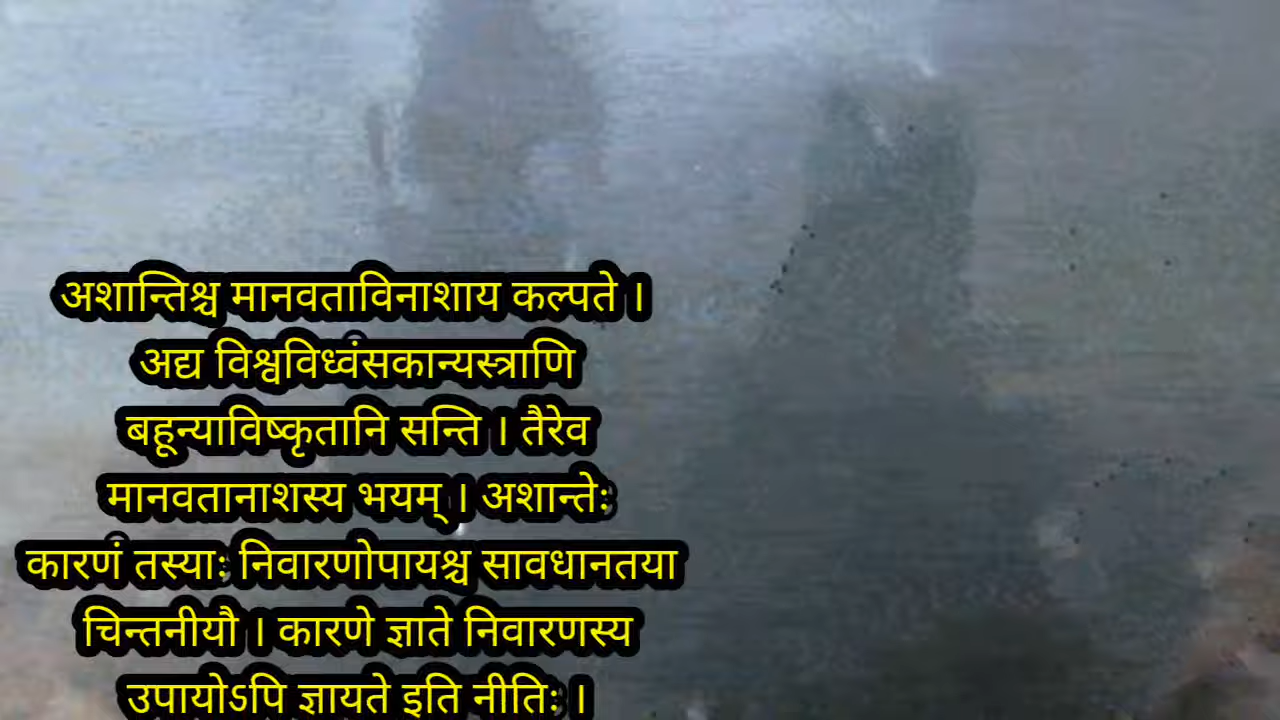 अशान्तिश्च मानवताविनाशाय कल्पते ।
अद्य विश्वविध्वंसकान्यस्त्राणि
बहून्याविष्कृतानि सन्ति । तैरेव
मानवतानाशस्य भयम् । अशान्तेः
कारणं तस्याः निवारणोपायश्च सावधानतया
चिन्तनीयौ । कारणे ज्ञाते निवारणस्य
उपायोऽपि ज्ञायते इति नीतिः ।